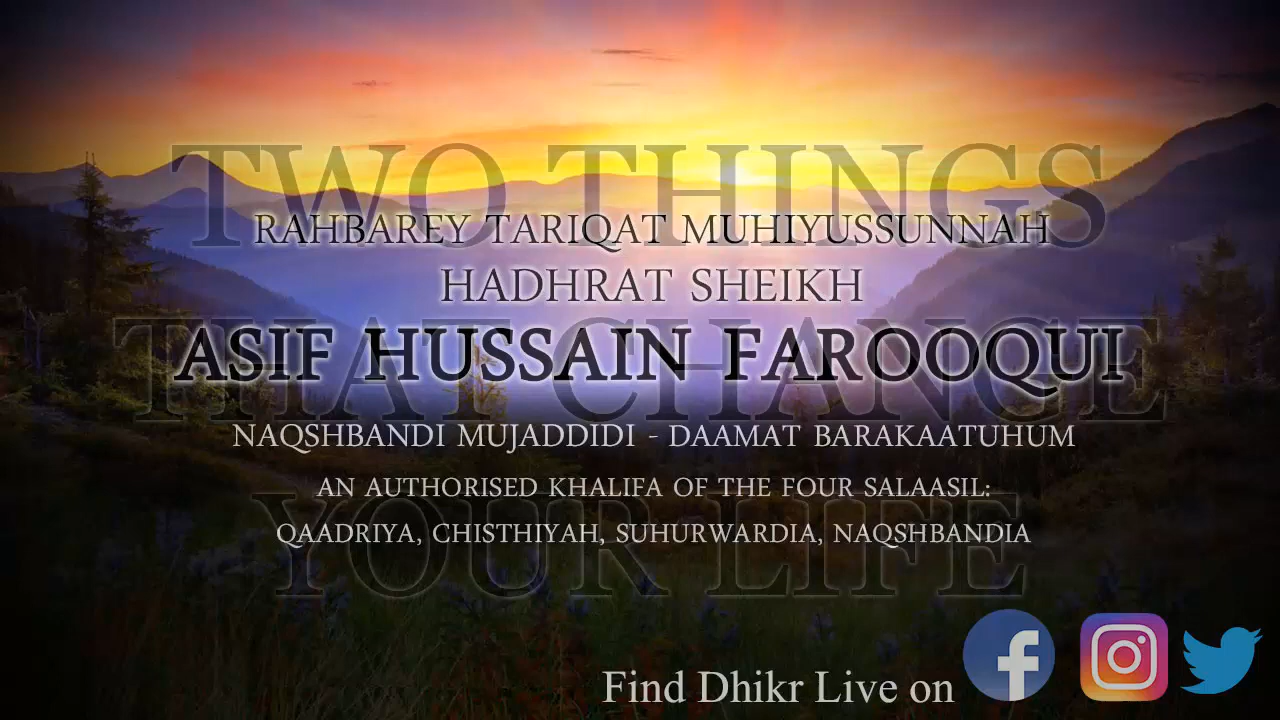 TWO THINGS
RAHBAREY TARIQAT MUHIYUSSUNNAH
HADHRAT SHEIKH
THAT CHANGE
ASIF HUSSAIN FAROOQUI
NAQSHBANDI MUJADDIDI - DAAMAT BARAKAATUHUM
AN AUTHORISED KHALIFA OF THE FOUR SALAASIL:
QAADRIYA, CHISTHIYAH, SUHURWARDIA, NAQSHBANDIA
YOUR LIFE
Find Dhikr Live on